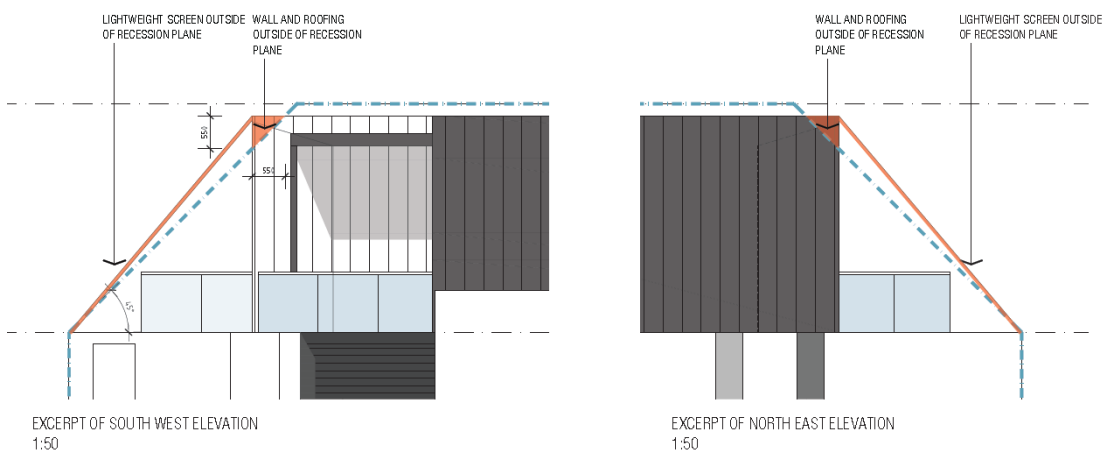 LIGHTWEIGHT SCREEN OUTSIDE
OF RECESSION PLANE
WALL AND ROOFING
OUTSIDE OF RECESSION
PLANE
550
550
45°
EXCERPT OF SOUTH WEST ELEVATION
1:50
WALL AND ROOFING
OUTSIDE OF RECESSION
PLANE
LIGHTWEIGHT SCREEN OUTSIDE
OF RECESSION PLANE
EXCERPT OF NORTH EAST ELEVATION
1:50